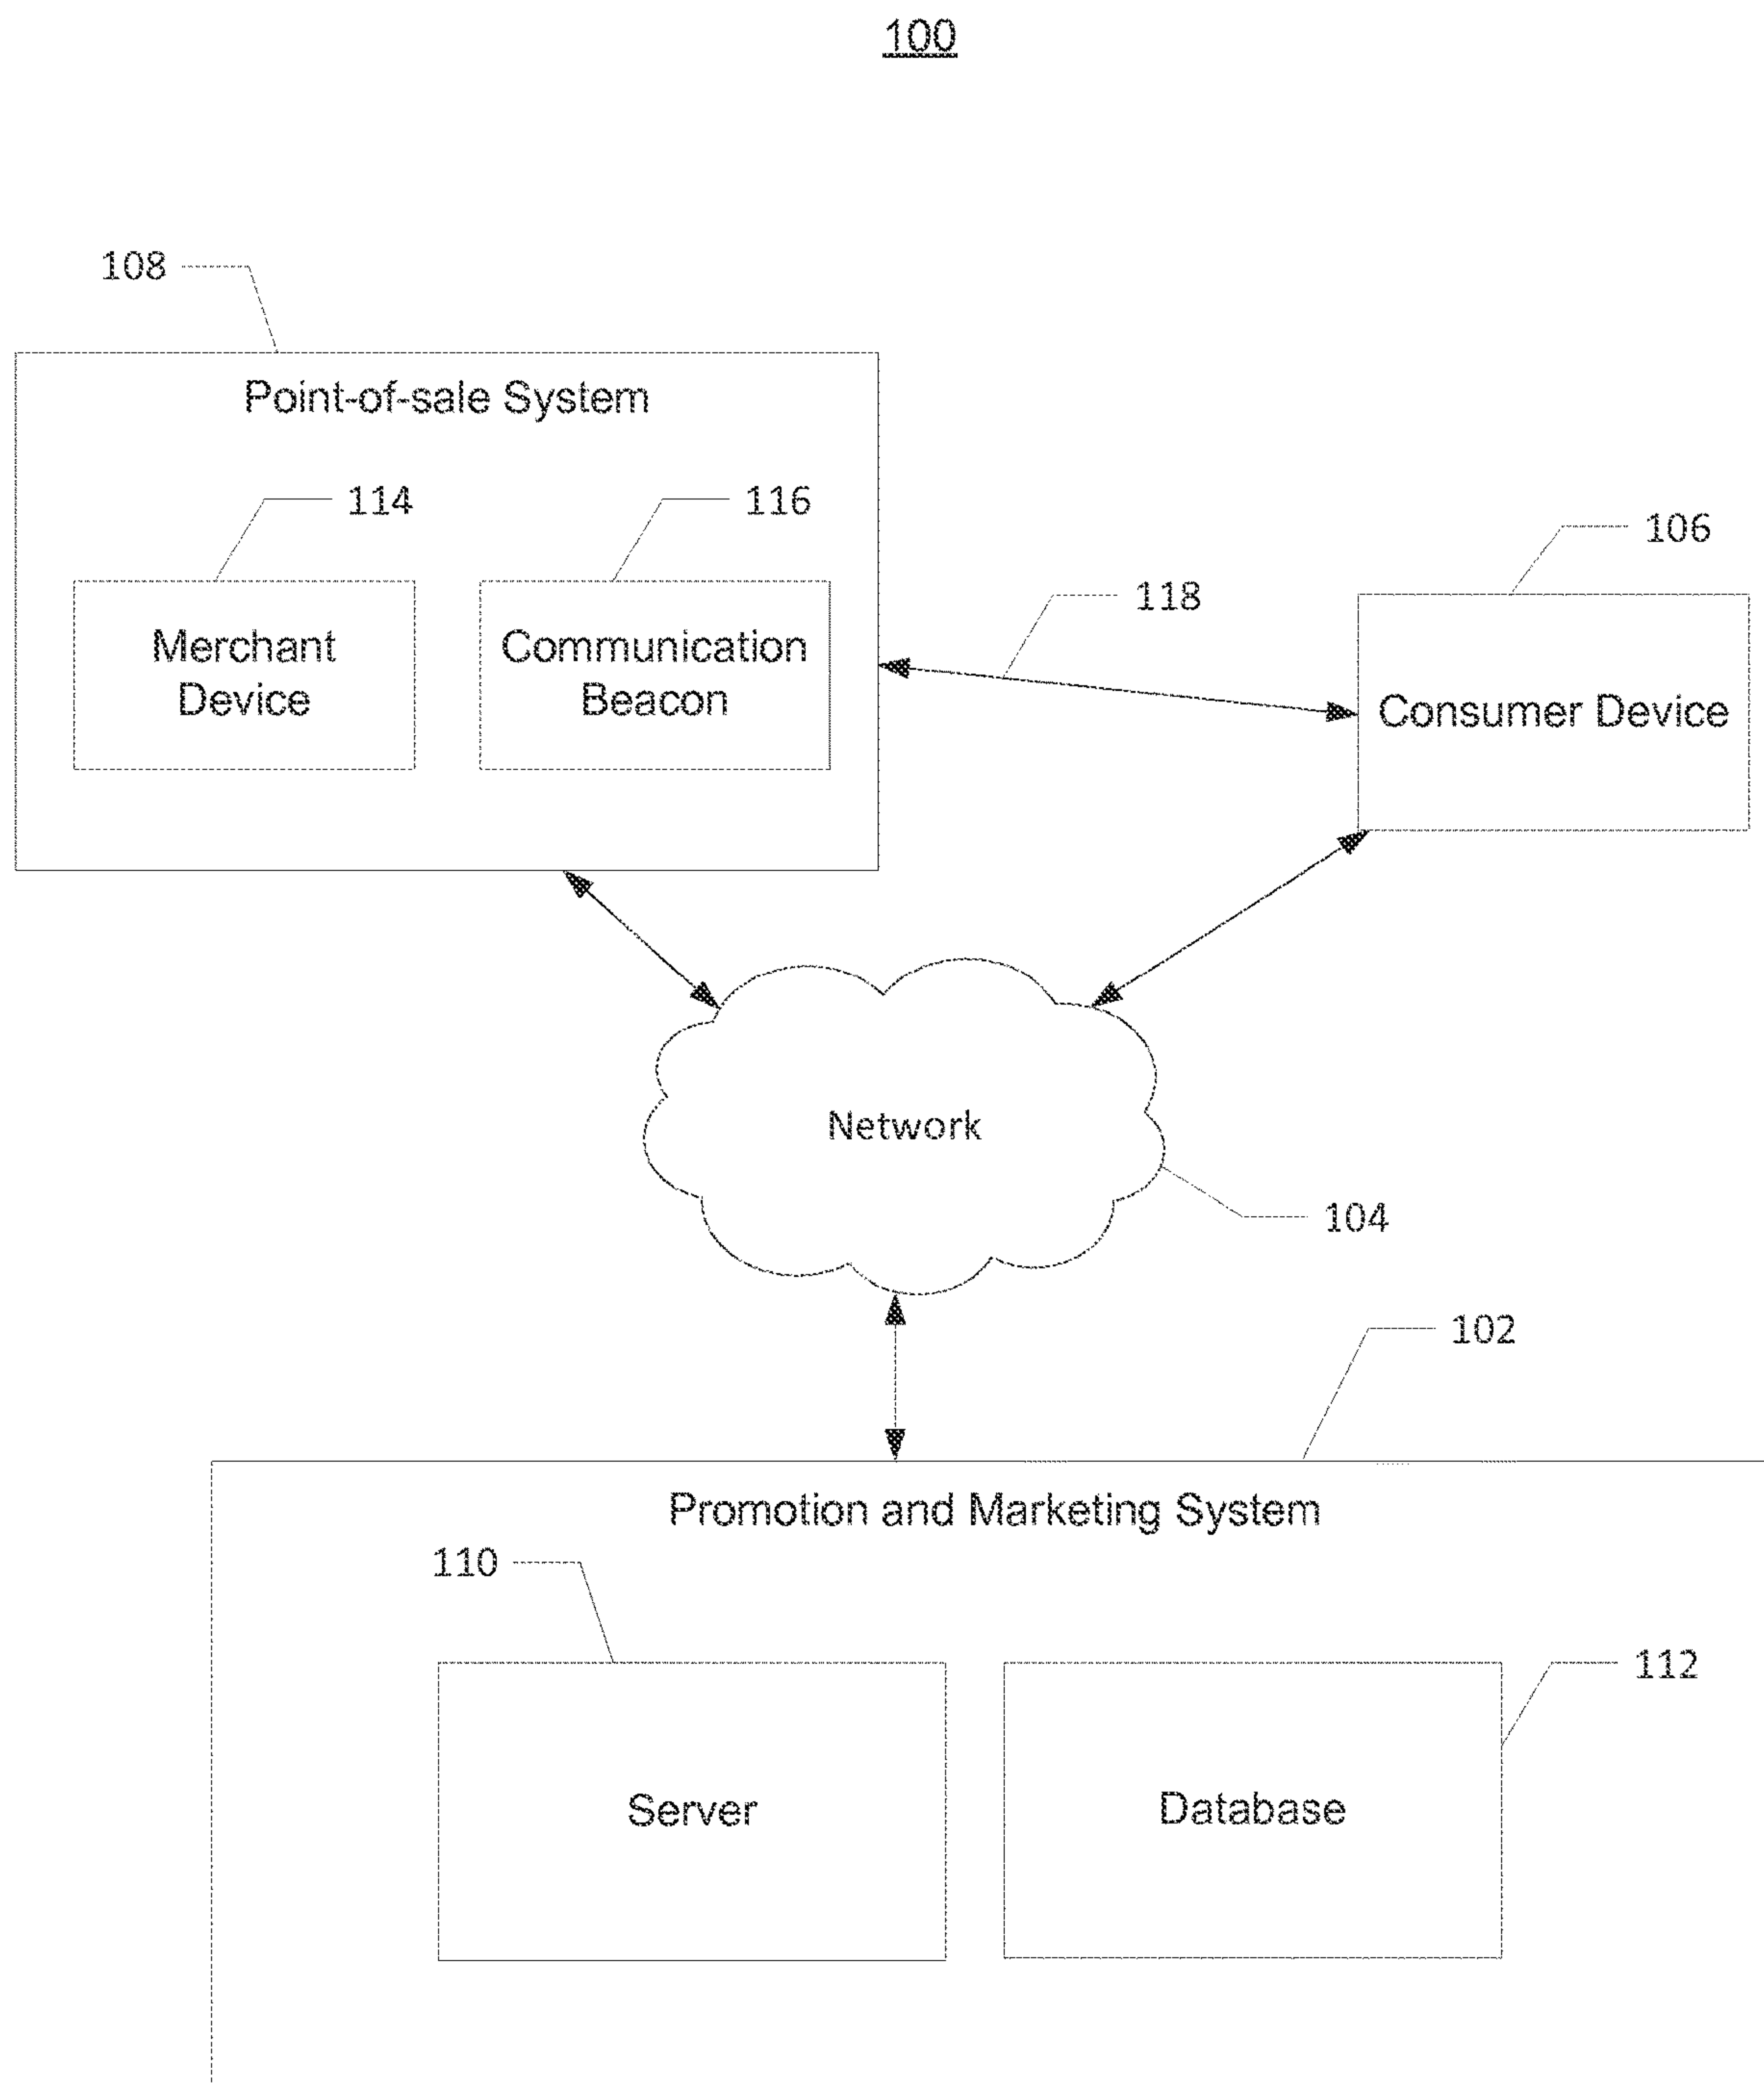 100
108
Point-of-sale System
114
116
Merchant
Device
Communication
Beacon
118
106
Consumer Device
Network
104
102
Promotion and Marketing System
110
112
Server
Database